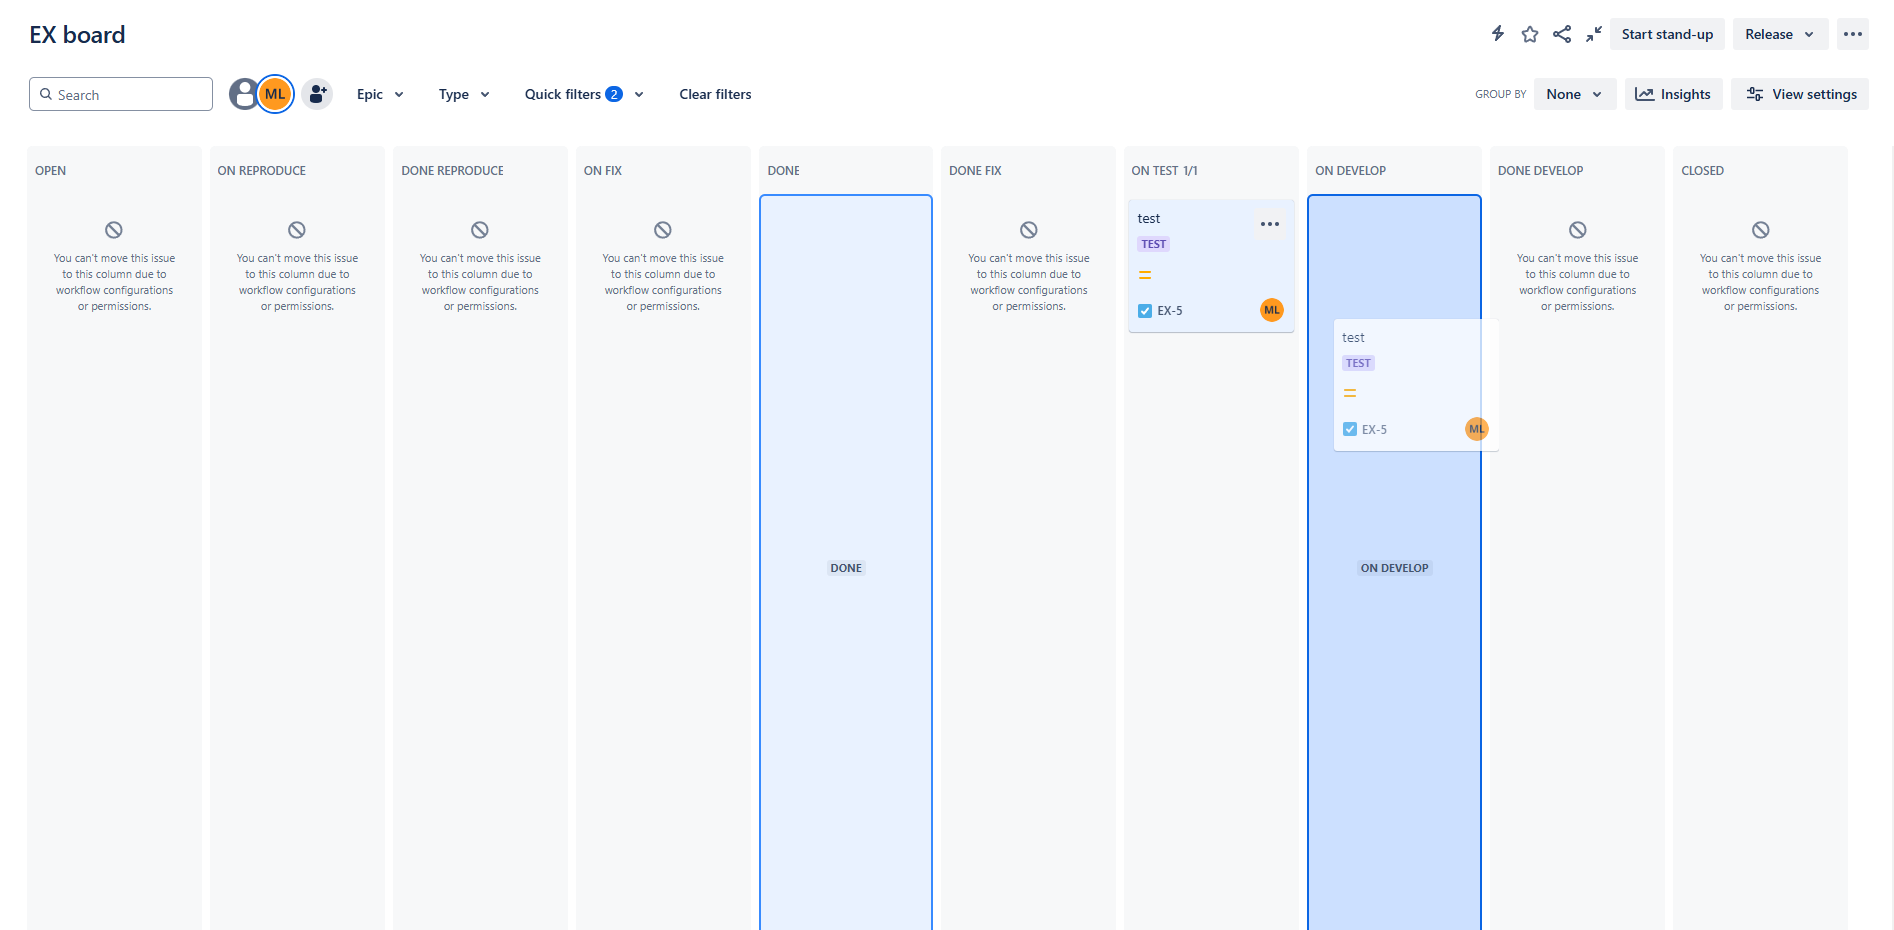 EX board
Start stand-up
Release
Search
ML
Epic
Type
Quick filters 2
Clear filters
GROUP BY
None
Insights
View settings
OPEN
You can't move this issue
to this column due to
workflow configurations
or permissions.
ON REPRODUCE
You can't move this issue
to this column due to
workflow configurations
or permissions.
DONE REPRODUCE
You can't move this issue
to this column due to
workflow configurations
or permissions.
ON FIX
You can't move this issue
to this column due to
workflow configurations
or permissions.
DONE
DONE
DONE FIX
You can't move this issue
to this column due to
workflow configurations
or permissions.
ON TEST 1/1
test
TEST
EX-5
ML
ON DEVELOP
test
TEST
EX-5
ML
ON DEVELOP
DONE DEVELOP
You can't move this issue
to this column due to
workflow configurations
or permissions.
CLOSED
You can't move this issue
to this column due to
workflow configurations
or permissions.